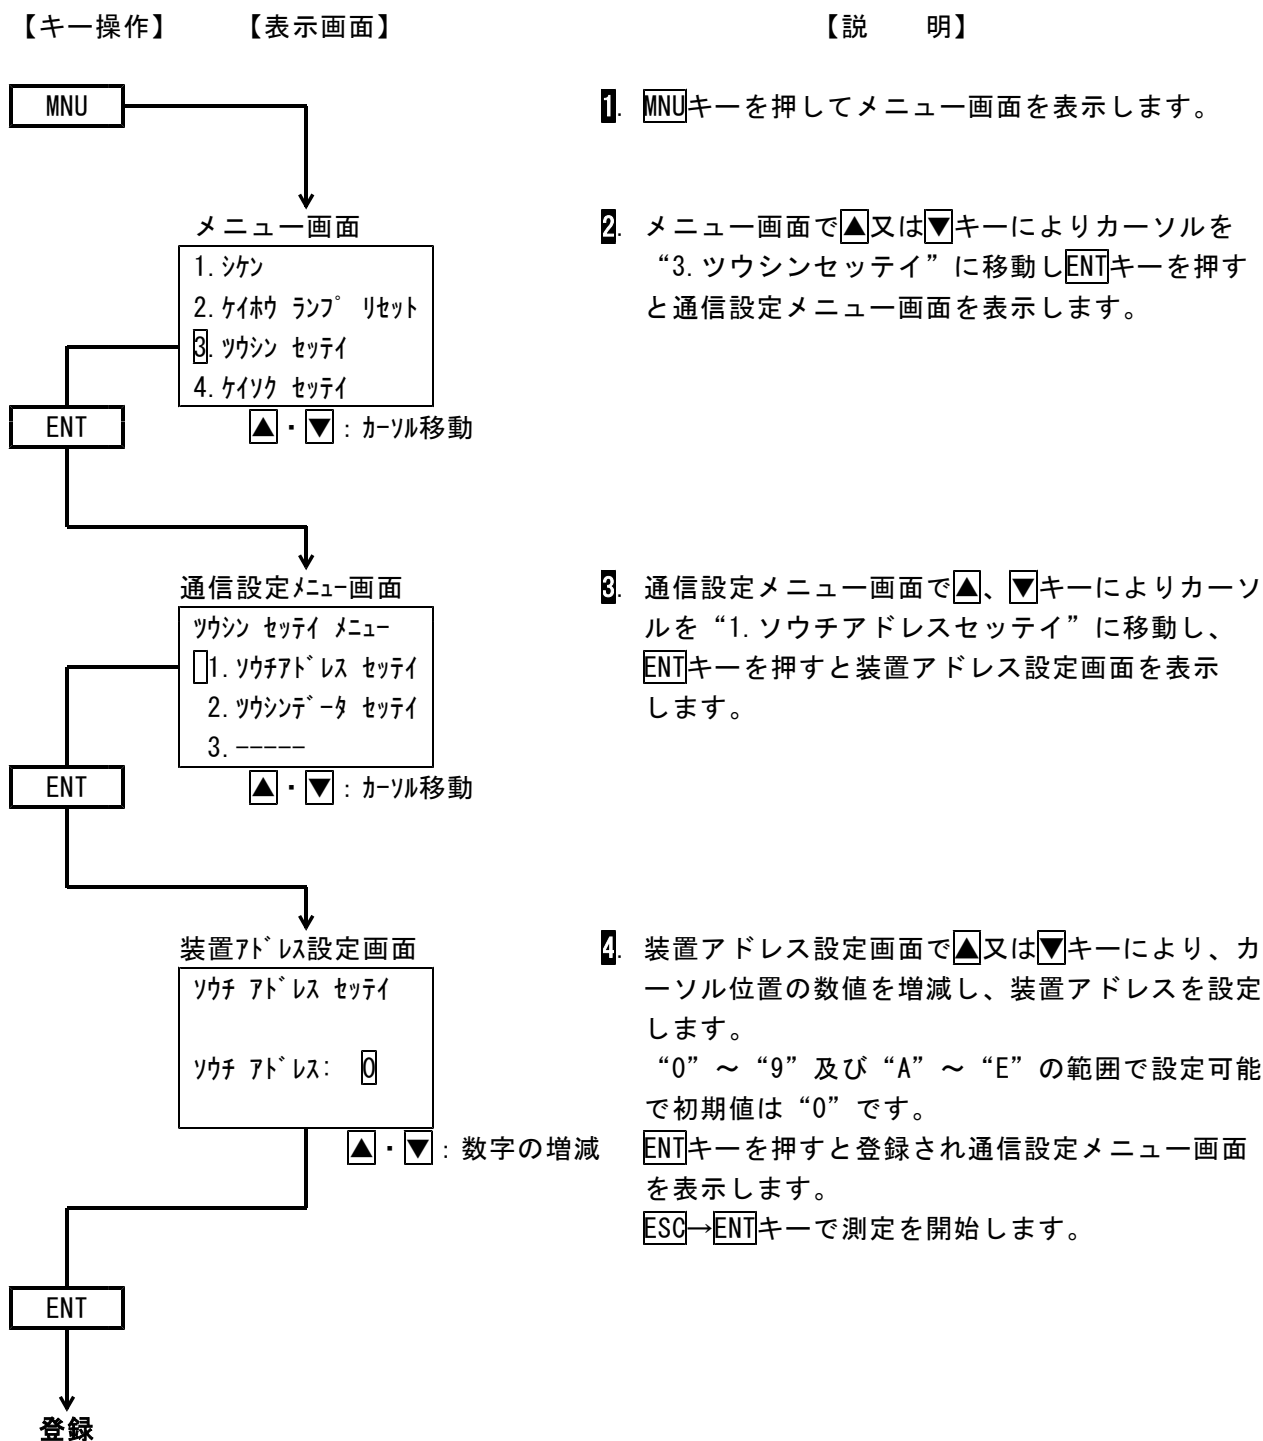 【キー操作】 【表示画面】 【説 明】
MNU
1. MNUキーを押してメニュー画面を表示します。
メニュー画面
1.ｼｹﾝ
2.ｹｲﾎｳ ﾗﾝﾌﾟ ﾘｾｯﾄ
3.ﾂｳｼﾝ ｾｯﾃｲ
4.ｹｲｿｸ ｾｯﾃｲ
▲・▼：ｶｰｿﾙ移動
ENT
2. メニュー画面で▲又は▼キーによりカーソルを
“3.ツウシンセッテイ”に移動しENTキーを押す
と通信設定メニュー画面を表示します。
通信設定ﾒﾆｭｰ画面
ﾂｳｼﾝ ｾｯﾃｲ ﾒﾆｭｰ
1.ｿｳﾁｱﾄﾞﾚｽ ｾｯﾃｲ
2.ﾂｳｼﾝﾃﾞｰﾀ ｾｯﾃｲ
3.-----
▲・▼：ｶｰｿﾙ移動
ENT
3. 通信設定メニュー画面で▲、▼キーによりカーソ
ルを“1.ソウチアドレスセッテイ”に移動し、
ENTキーを押すと装置アドレス設定画面を表示
します。
装置ｱﾄﾞﾚｽ設定画面
ｿｳﾁ ｱﾄﾞﾚｽ ｾｯﾃｲ
ｿｳﾁ ｱﾄﾞﾚｽ: 0
▲・▼：数字の増減
4. 装置アドレス設定画面で▲又は▼キーにより、カ
ーソル位置の数値を増減し、装置アドレスを設定
します。
“0”～“9”及び“A”～“E”の範囲で設定可能
で初期値は“0”です。
ENTキーを押すと登録され通信設定メニュー画面
を表示します。
ESC→ENTキーで測定を開始します。
ENT
登録